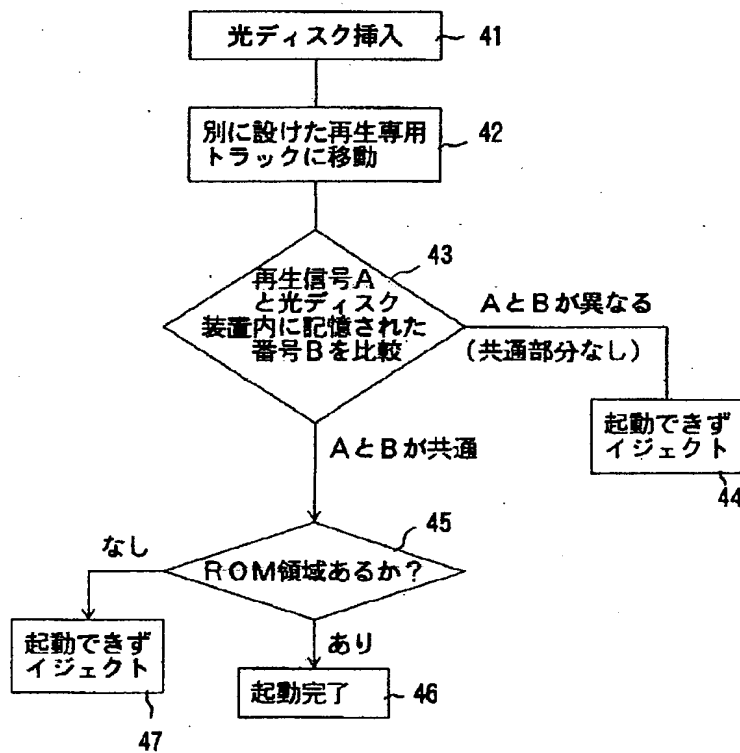 光ディスク挿入
41
別に設けた再生専用
トラックに移動
42
43
再生信号A
と光ディスク
装置内に記憶された
番号Bを比較
AとBが異なる
(共通部分なし)
起動できず
イジェクト
44
AとBが共通
45
ROM領域あるか?
なし
あり
起動できず
イジェクト
47
起動完了
46